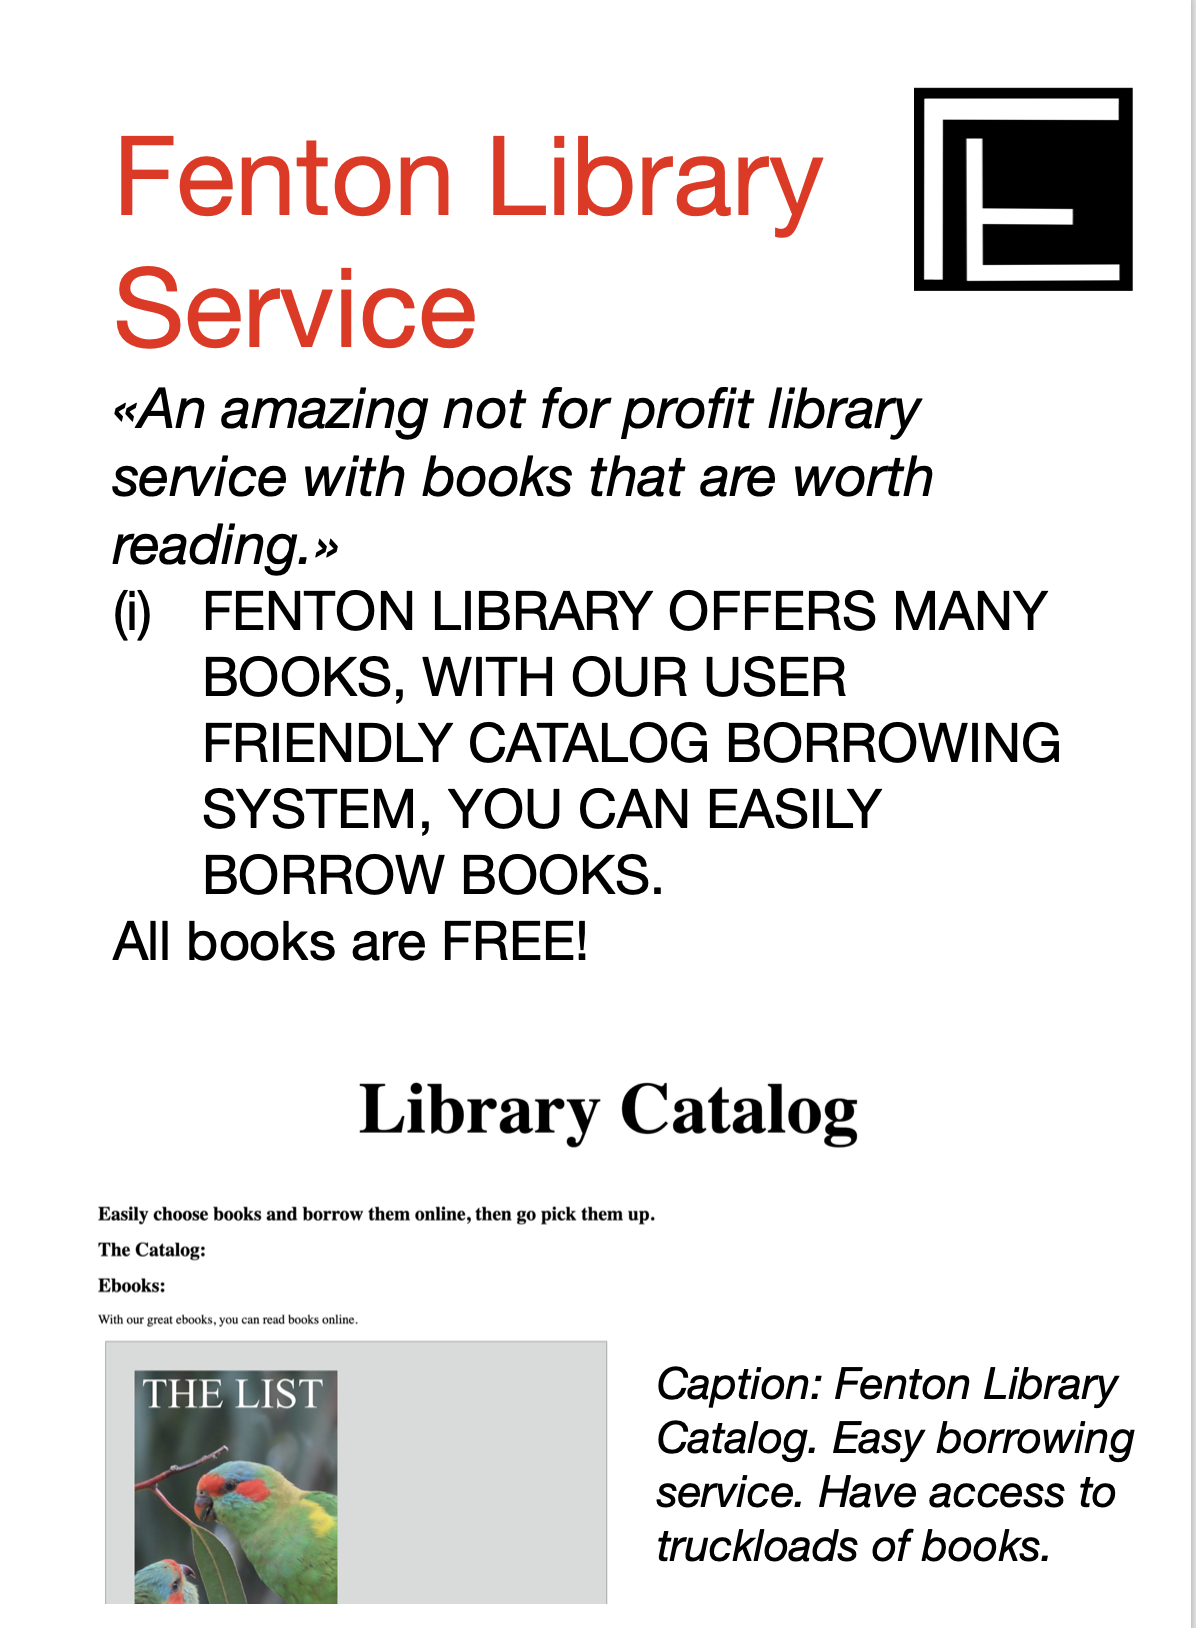 Fenton Library
Service
«An amazing not for profit library
service with books that are worth
reading.»
(i) FENTON LIBRARY OFFERS MANY
BOOKS, WITH OUR USER
FRIENDLY CATALOG BORROWING
SYSTEM, YOU CAN EASILY
BORROW BOOKS.
All books are FREE!
Library Catalog
Easily choose books and borrow them online, then go pick them up.
The Catalog:
Ebooks:
With our great ebooks, you can read books online.
THE LIST
Caption: Fenton Library
Catalog. Easy borrowing
service. Have access to
truckloads of books.